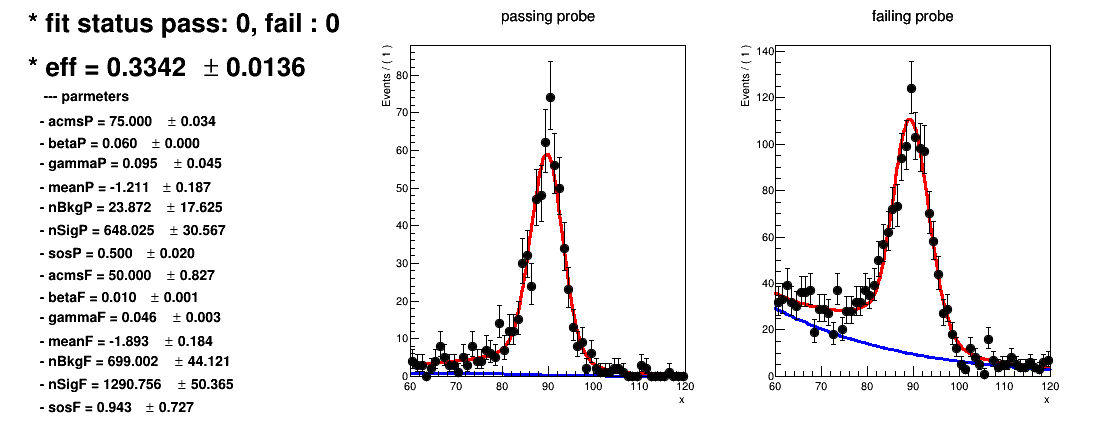 * fit status pass: 0, fail : 0
* eff = 0.3342 ± 0.0136
--- parmeters
- acmsP = 75.000 ± 0.034
- betaP = 0.060 ± 0.000
- gammaP = 0.095 ± 0.045
- meanP = -1.211 ± 0.187
- nBkgP = 23.872 ± 17.625
- nSigP = 648.025 ± 30.567
- sosP = 0.500 ± 0.020
- acmsF = 50.000 ± 0.827
- betaF = 0.010 ± 0.001
- gammaF = 0.046 ± 0.003
- meanF = -1.893 ± 0.184
- nBkgF = 699.002 ± 44.121
- nSigF = 1290.756 ± 50.365
- sosF = 0.943 ± 0.727
passing probe
Events / ( 1 )
80
70
60
50
40
30
20
10
0
60 70 80 90 100 110 120
x
failing probe
Events / ( 1 )
140
120
100
80
60
40
20
0
60 70 80 90 100 110 120
x